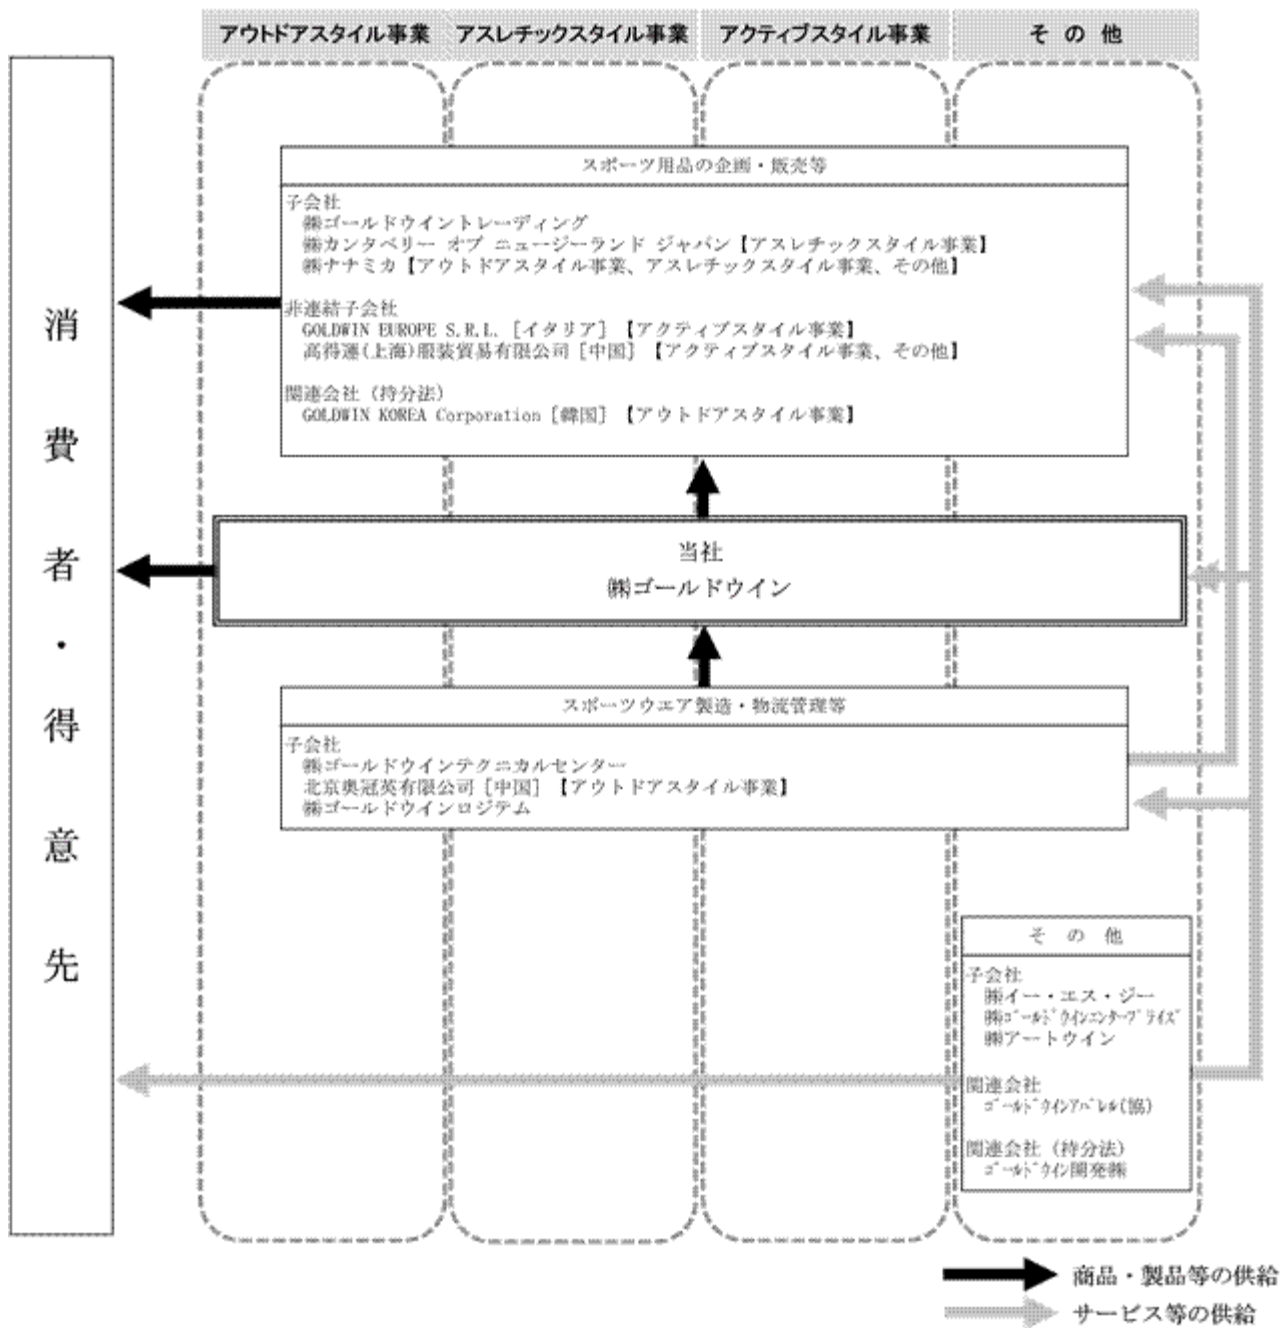 アウトドアスタイル事業
アスレチックスタイル事業
アクティブスタイル事業
そ の 他
消費者・得意先
スポーツ用品の企画・販売等
子会社
㈱ゴールドウイントレーディング
㈱カンタベリー オブ ニュージーランド ジャパン【アスレチックスタイル事業】
㈱ナナミカ【アウトドアスタイル事業、アスレチックスタイル事業、その他】
非連結子会社
GOLDWIN EUROPE S.R.L.［イタリア］【アクティブスタイル事業】
高得運(上海)服装貿易有限公司［中国］【アクティブスタイル事業、その他】
関連会社（持分法）
GOLDWIN KOREA Corporation［韓国］【アウトドアスタイル事業】
当社
㈱ゴールドウイン
スポーツウエア製造・物流管理等
子会社
㈱ゴールドウインテクニカルセンター
北京奥冠英有限公司［中国］【アウトドアスタイル事業】
㈱ゴールドウインロジテム
そ の 他
子会社
㈱イー・エス・ジー
㈱ｺﾞｰﾙﾄﾞｳｲﾝｴﾝﾀｰﾌﾟﾗｲｽﾞ
㈱アートウイン
関連会社
ｺﾞｰﾙﾄﾞｳｲﾝｱﾊﾟﾚﾙ(協)
関連会社（持分法）
ｺﾞｰﾙﾄﾞｳｲﾝ開発㈱
商品・製品等の供給
サービス等の供給